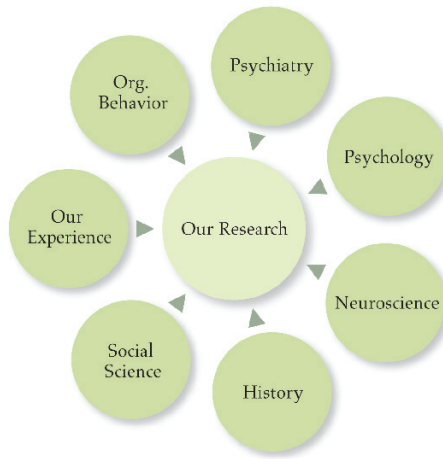 Psychiatry
Org.
Behavior
Psychology
Our
Experience
Our Research
Neuroscience
Social
Science
History